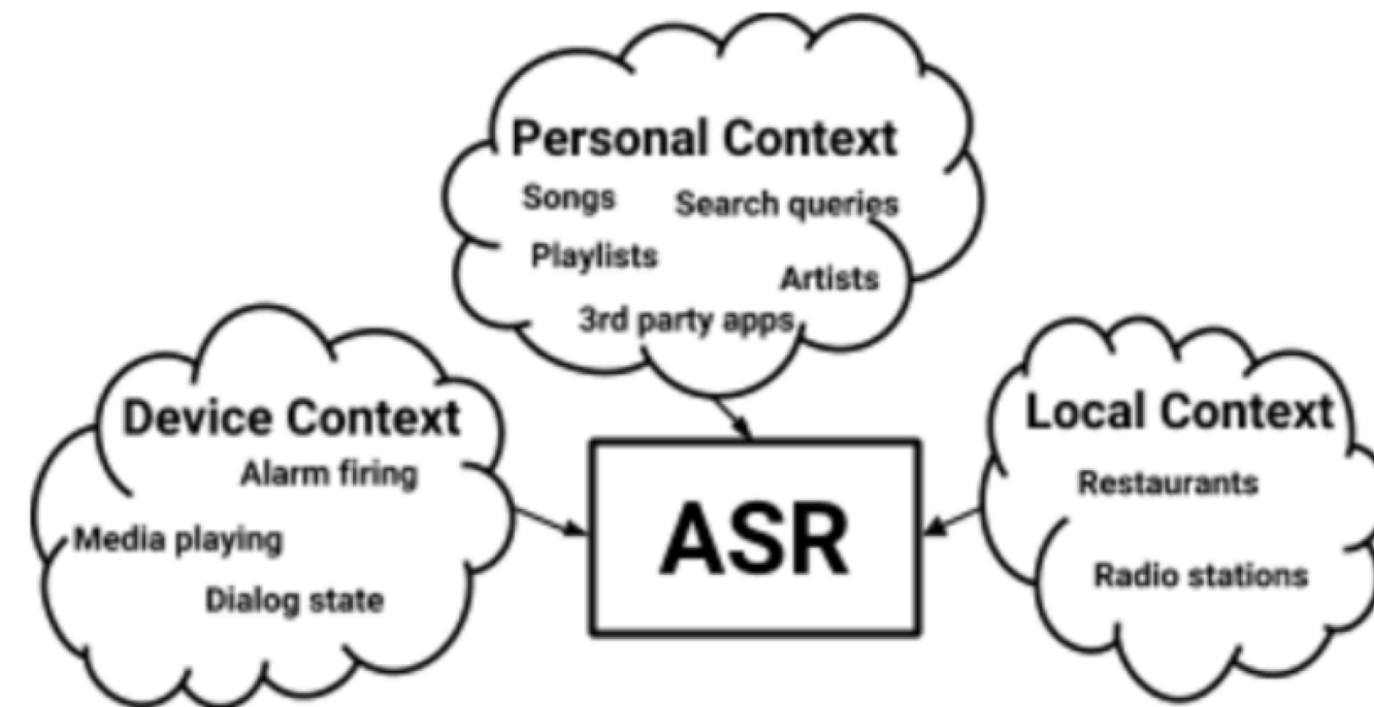 Personal Context
Songs
Search queries
Playlists
Artists
3rd party apps
Device Context
Alarm firing
Media playing
Dialog state
ASR
Local Context
Restaurants
Radio stations